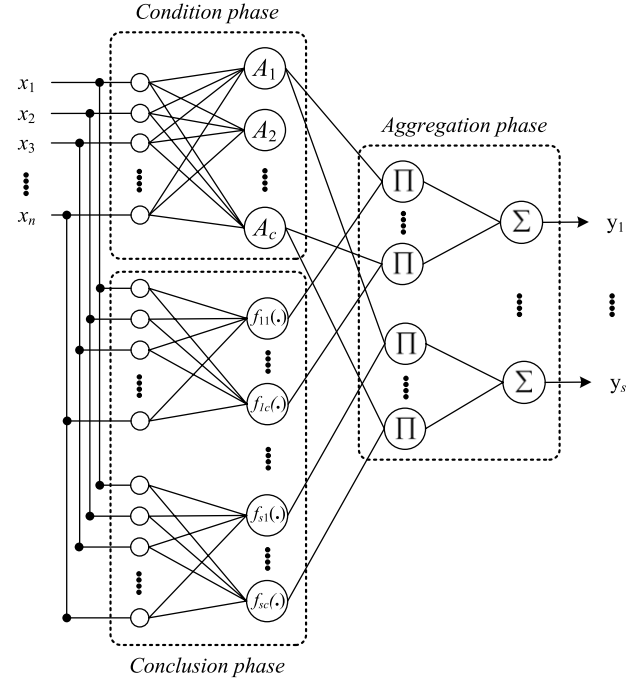 Condition phase
x1
x2
x3
xn
A1
A2
Ac
Aggregation phase
∏
∏
∏
∏
Σ
Σ
y1
ys
f11(.)
f1c(.)
fs1(.)
fsc(.)
Conclusion phase